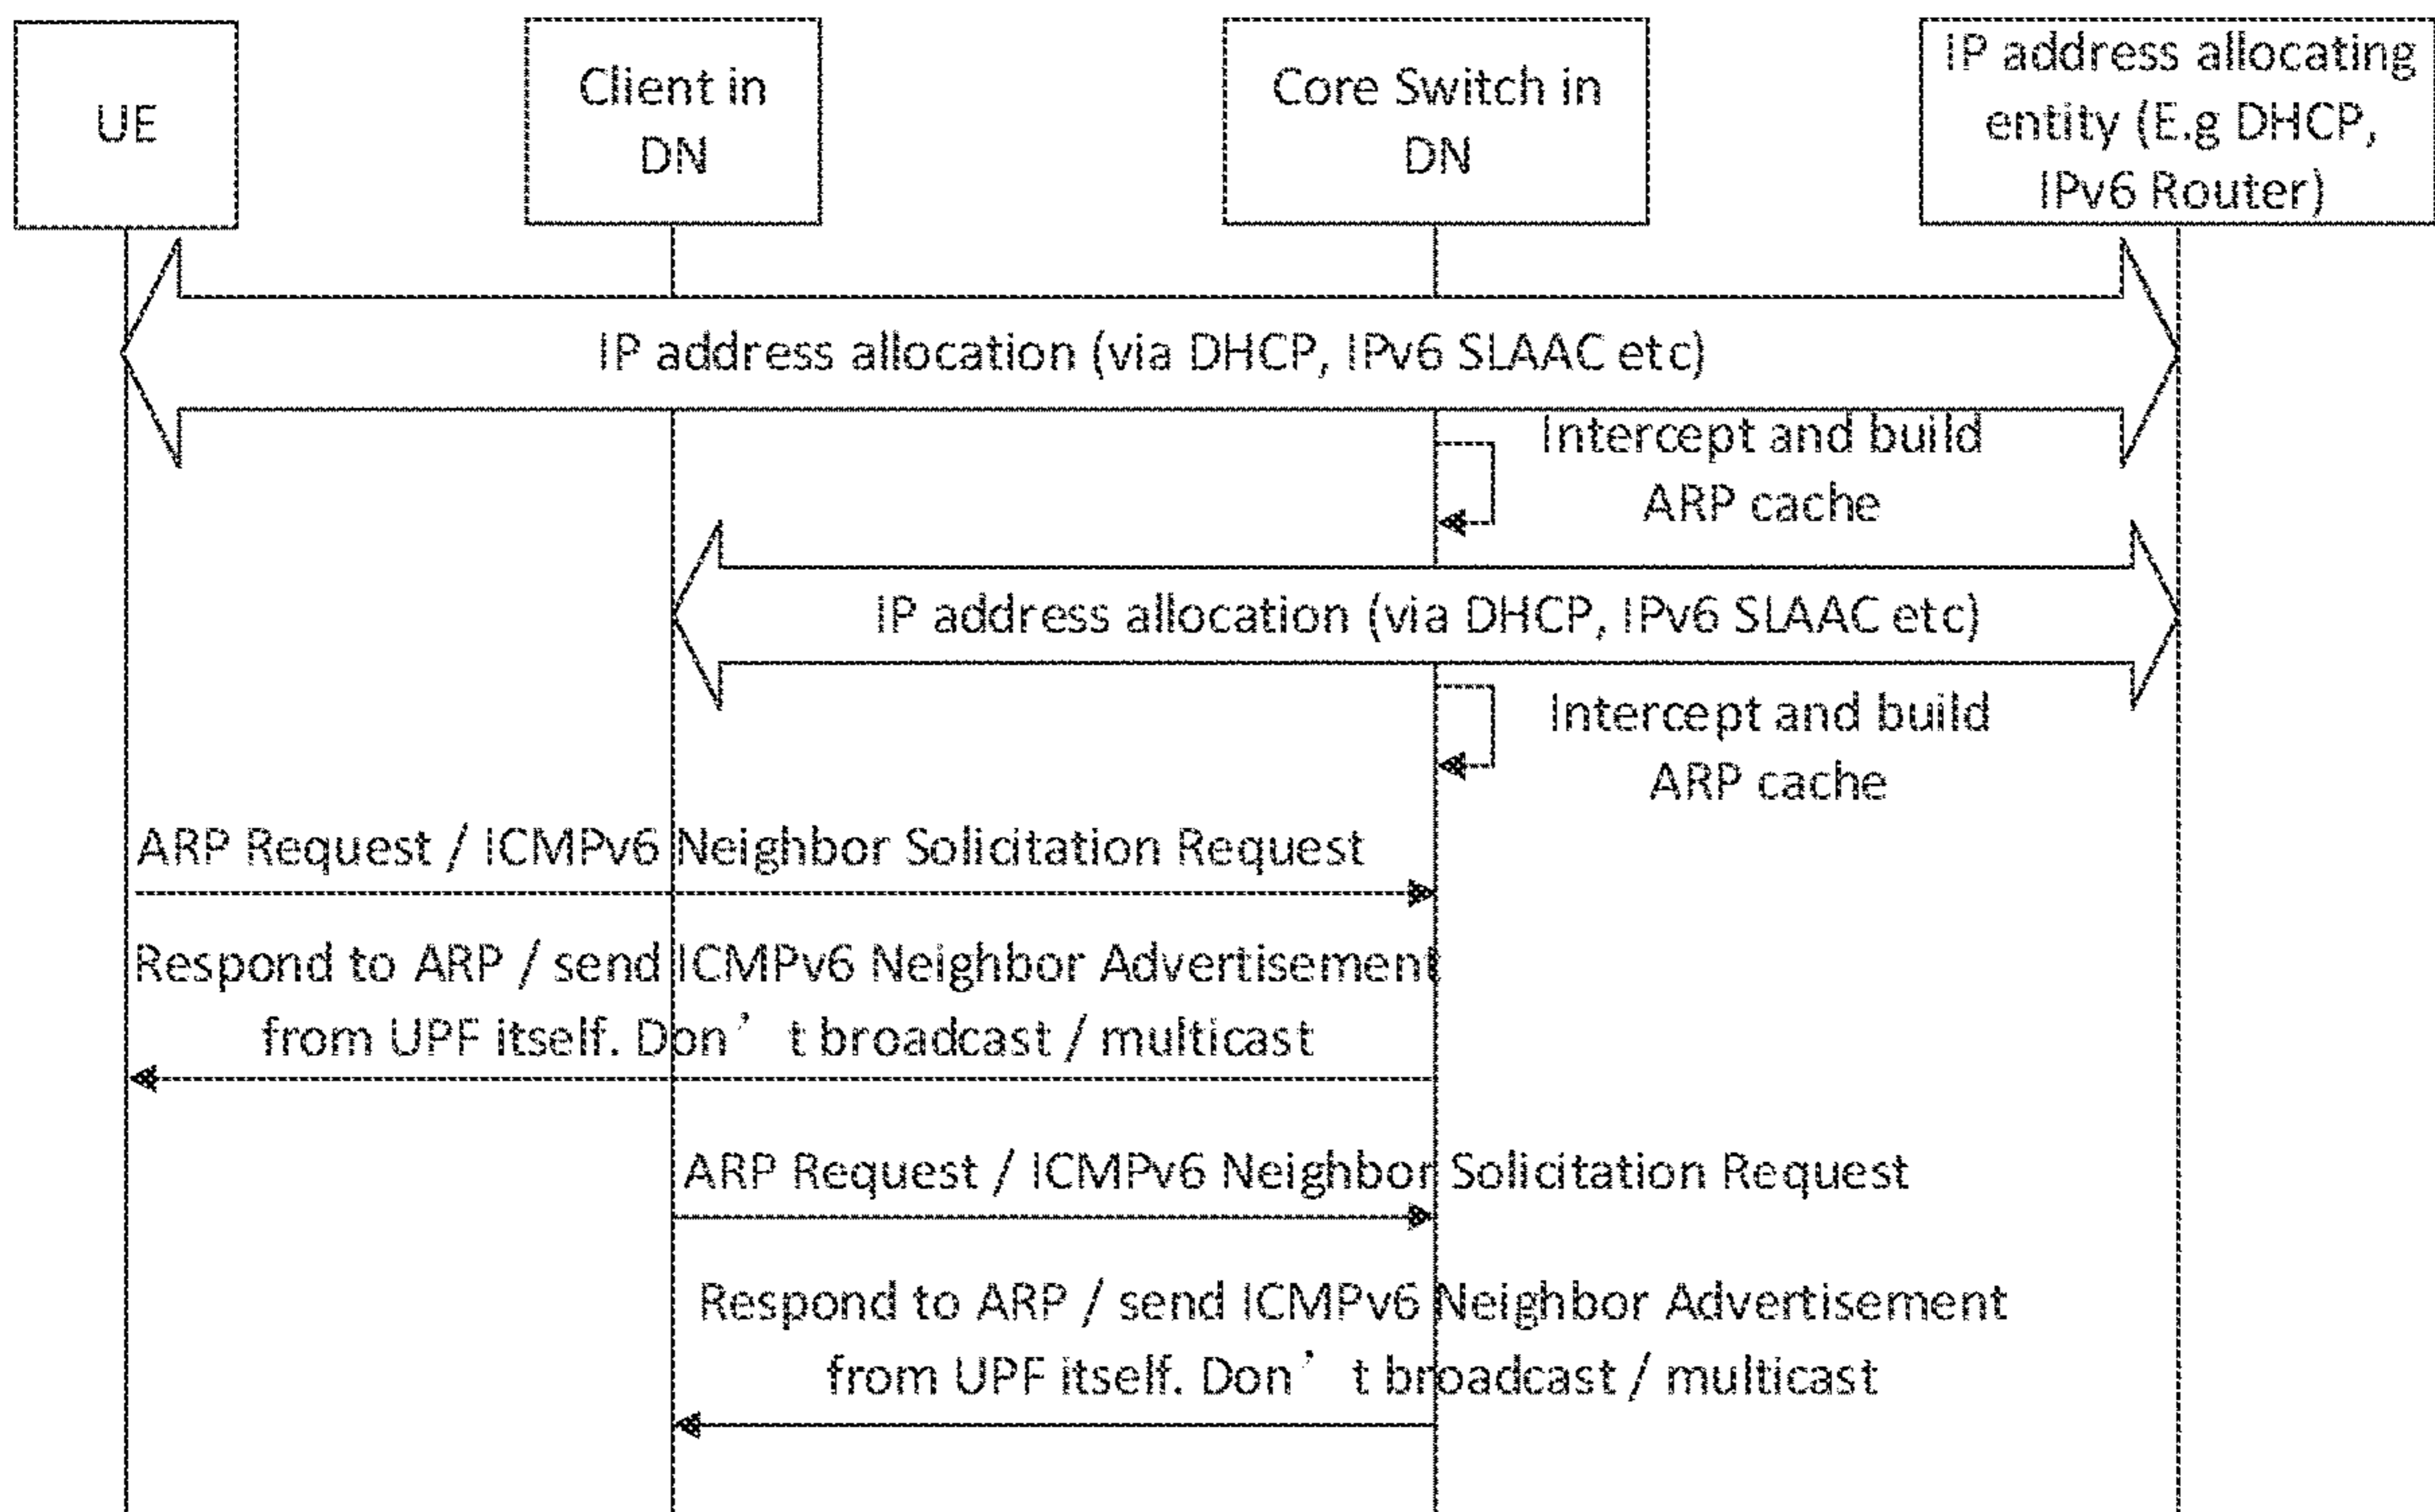 UE
Client in
DN
Core Switch in
DN
IP address allocating
entity (E.g DHCP,
IPv6 Router)
IP address allocation (via DHCP, IPv6 SLAAC etc)
Intercept and build
ARP cache
IP address allocation (via DHCP, IPv6 SLAAC etc)
Intercept and build
ARP cache
ARP Request / ICMPv6 Neighbor Solicitation Request
Respond to ARP / send ICMPv6 Neighbor Advertisement
from UPF itself. Don’t broadcast / multicast
ARP Request / ICMPv6 Neighbor Solicitation Request
Respond to ARP / send ICMPv6 Neighbor Advertisement
from UPF itself. Don’t broadcast / multicast